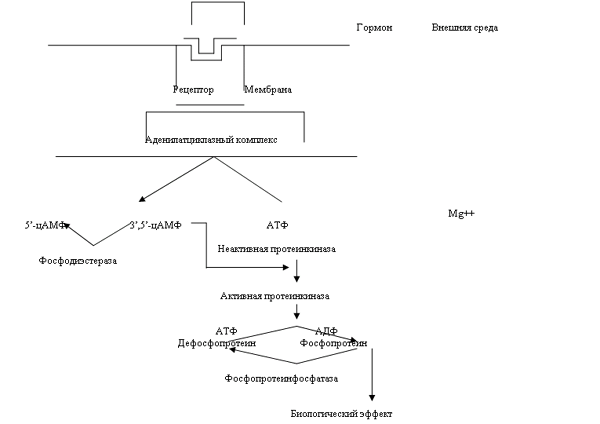 Гормон Внешняя среда
Рецептор Мембрана
Аденилатциклазный комплекс
Mg++
5’-цАМФ 3’,5’-цАМФ АТФ
Неактивная протеинкиназа
Фосфодиэстераза
Активная протеинкиназа
АТФ АДФ
Дефосфопротеин Фосфопротеин
Фосфопротеинфосфатаза
Биологический эффект